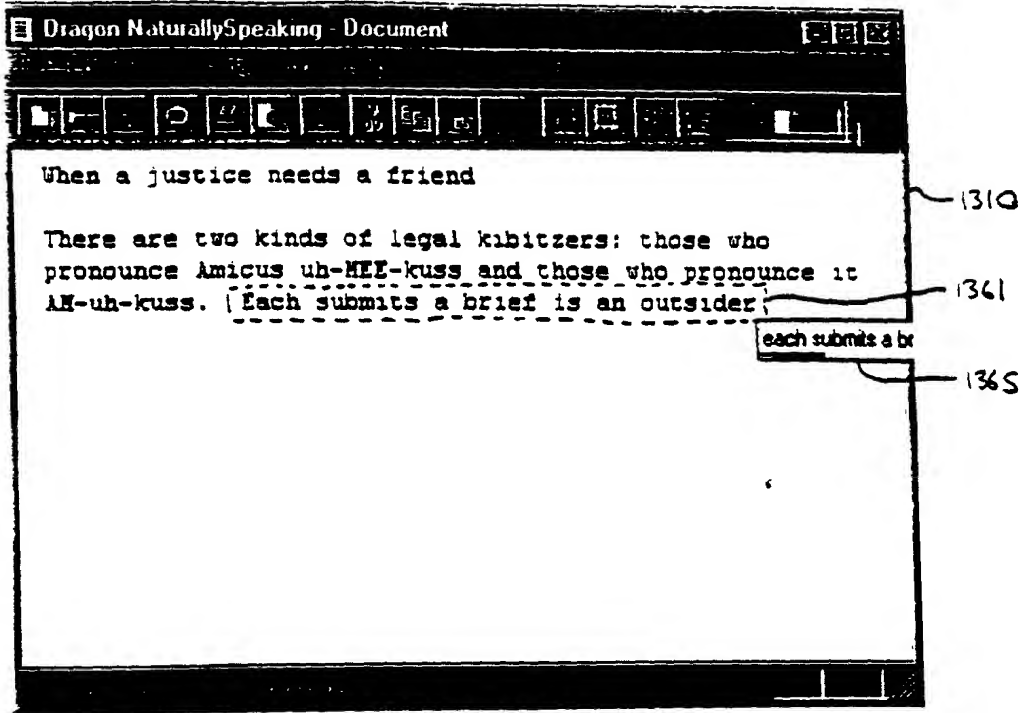 Dragon NaturallySpeaking - Document
When a justice needs a friend
1310
There are two kinds of legal kibitzers: those who
pronounce Amicus uh-MEE-kuss and those who pronounce it
AM-uh-kuss. Each submits a brief is an outsider
1361
each submits a br
1365